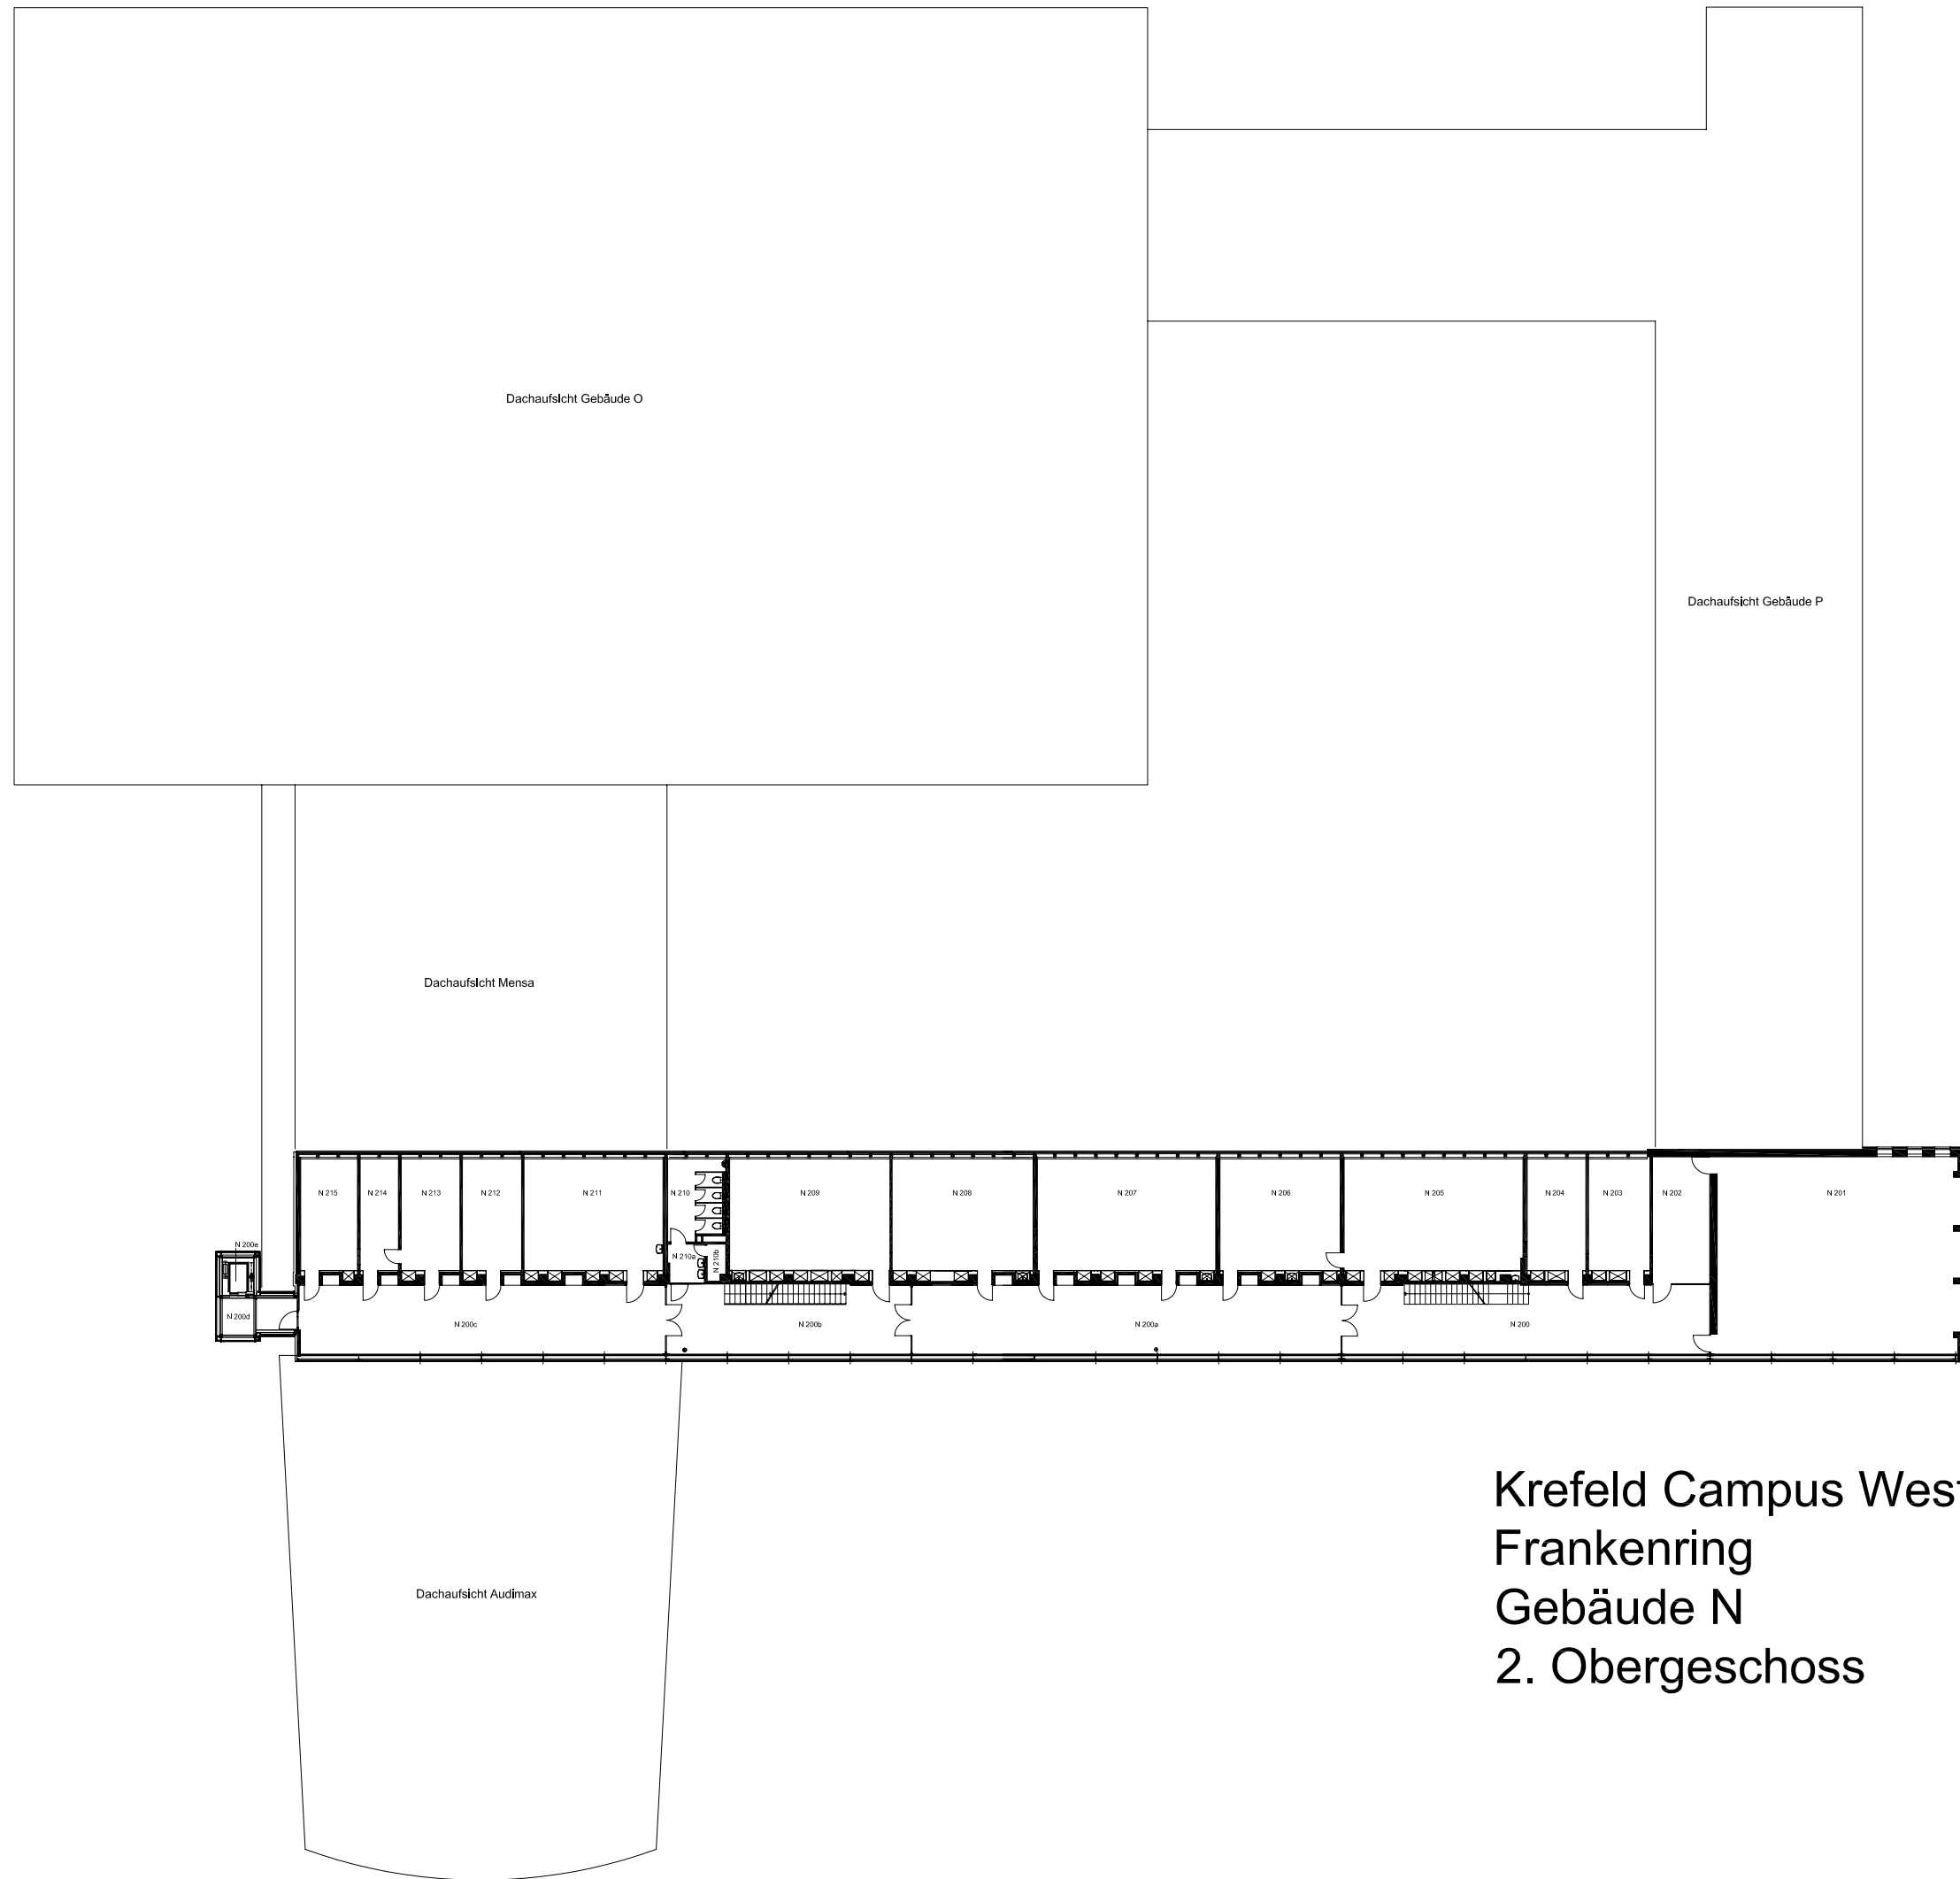 Dachaufsicht Gebäude O
Dachaufsicht Gebäude P
Dachaufsicht Mensa
N 215
N 214
N 213
N 212
N 211
N 210
N 209
N 208
N 207
N 206
N 205
N 204
N 203
N 202
N 201
N 200e
N 210a
N 210b
N 200d
N 200c
N 200b
N 200a
N 200
Krefeld Campus West
Frankenring
Gebäude N
2. Obergeschoss
Dachaufsicht Audimax